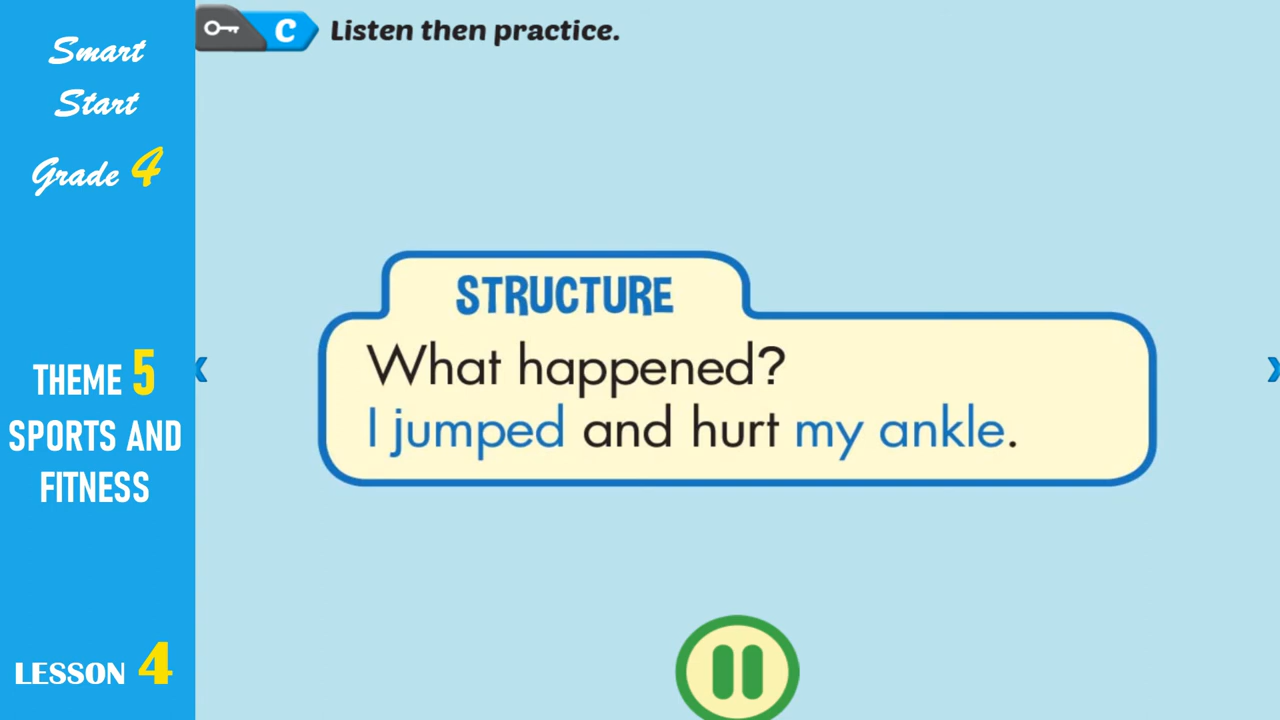 Smart
Start
Grade 4
THEME 5
SPORTS AND
FITNESS
LESSON 4
C Listen then practice.
STRUCTURE
What happened?
I jumped and hurt my ankle.